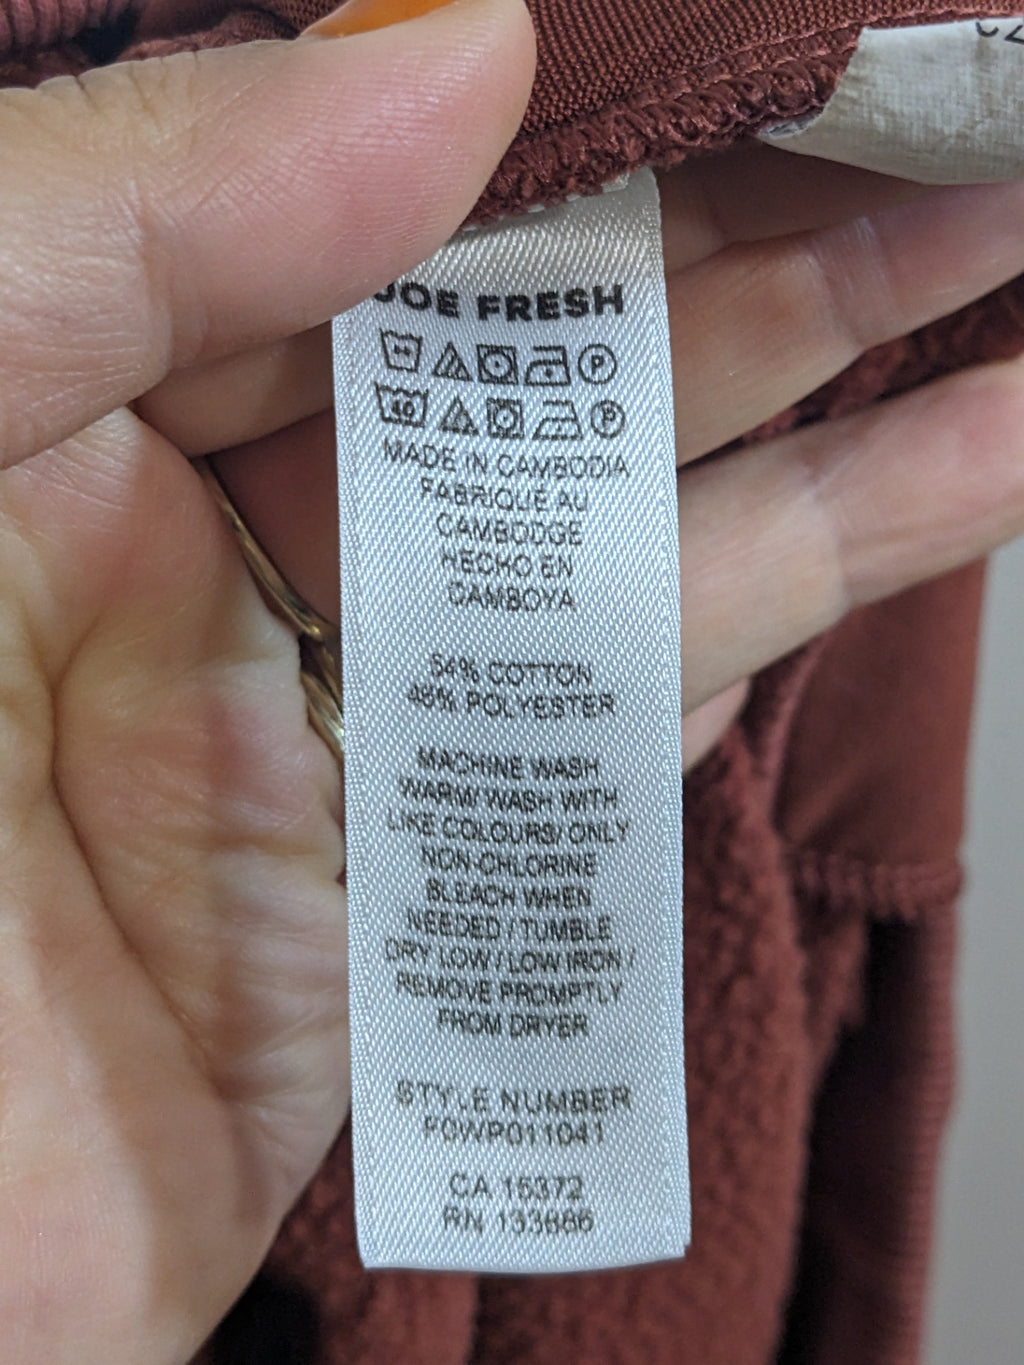 JOE FRESH
P
40 P
MADE IN CAMBODIA
FABRIQUÉ AU
CAMBODGE
HECHO EN
CAMBOYA
54% COTTON
46% POLYESTER
MACHINE WASH
WARM/ WASH WITH
LIKE COLOURS/ ONLY
NON-CHLORINE
BLEACH WHEN
NEEDED / TUMBLE
DRY LOW / LOW IRON /
REMOVE PROMPTLY
FROM DRYER
STYLE NUMBER
F0WP011041
CA 15372
RN